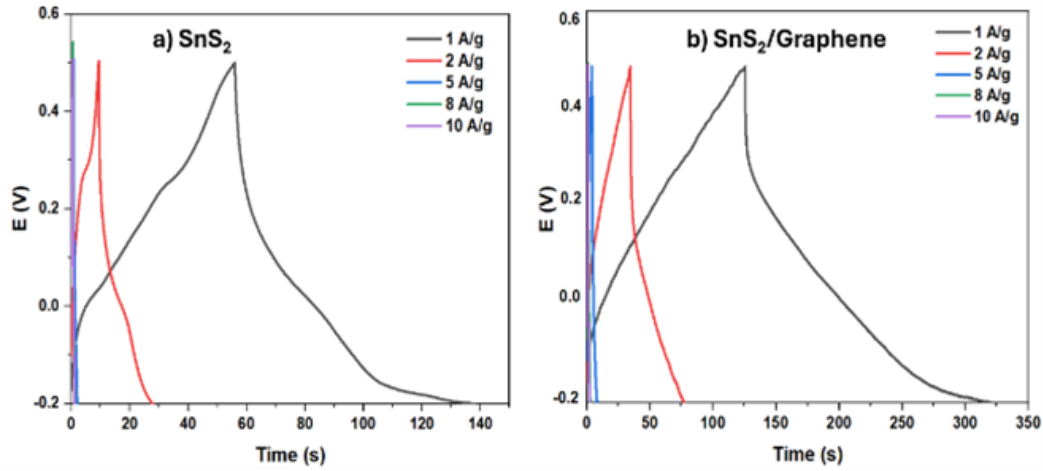 a) SnS₂
1 A/g
2 A/g
5 A/g
8 A/g
10 A/g
0.6
0.4
0.2
0.0
-0.2
E (V)
0 20 40 60 80 100 120 140
Time (s)
b) SnS₂/Graphene
1 A/g
2 A/g
5 A/g
8 A/g
10 A/g
0.6
0.4
0.2
0.0
-0.2
E (V)
0 50 100 150 200 250 300 350
Time (s)